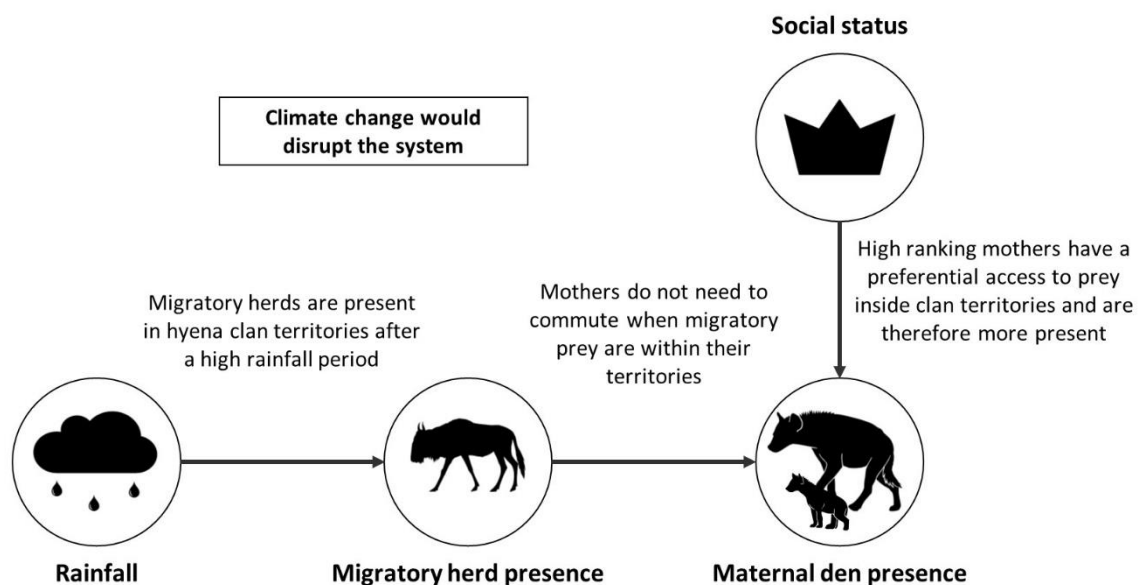 Social status
Climate change would
disrupt the system
High ranking mothers have a
preferential access to prey
inside clan territories and are
therefore more present
Migratory herds are present
in hyena clan territories after
a high rainfall period
Mothers do not need to
commute when migratory
prey are within their
territories
Rainfall
Migratory herd presence
Maternal den presence